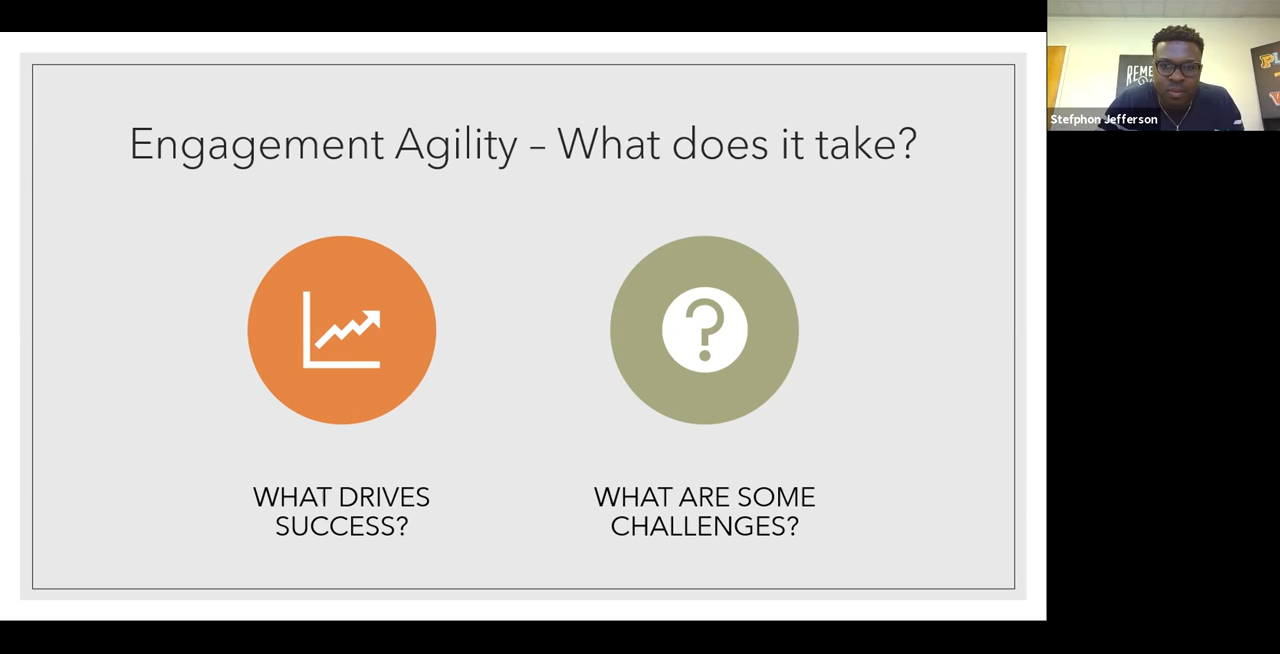 Engagement Agility – What does it take?
WHAT DRIVES
SUCCESS?
WHAT ARE SOME
CHALLENGES?
Stefphon Jefferson